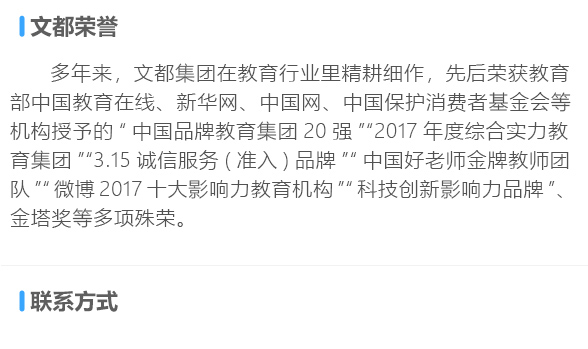 文都荣誉
多年来，文都集团在教育行业里精耕细作，先后荣获教育
部中国教育在线、新华网、中国网、中国保护消费者基金会等
机构授予的 “ 中国品牌教育集团 20 强 ”“2017 年度综合实力教
育集团 ”“3.15 诚信服务 ( 准入 ) 品牌 ”“ 中国好老师金牌教师团
队 ”“ 微博 2017 十大影响力教育机构 ”“ 科技创新影响力品牌 ”、
金塔奖等多项殊荣。
联系方式